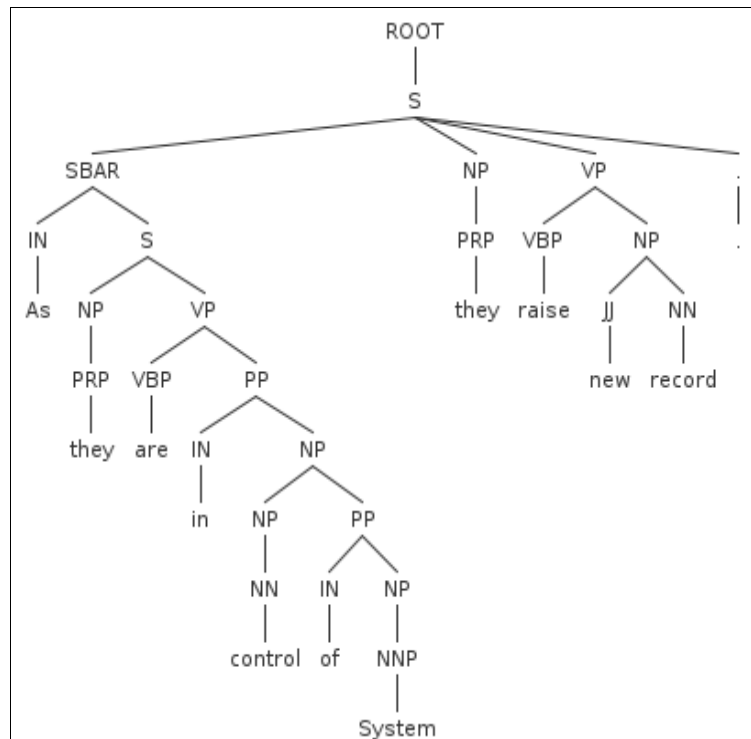 ROOT
S
SBAR NP VP .
IN S PRP VBP NP .
As NP VP they raise JJ NN
PRP VBP PP new record
they are IN NP
in NP PP
NN IN NP
control of NNP
System